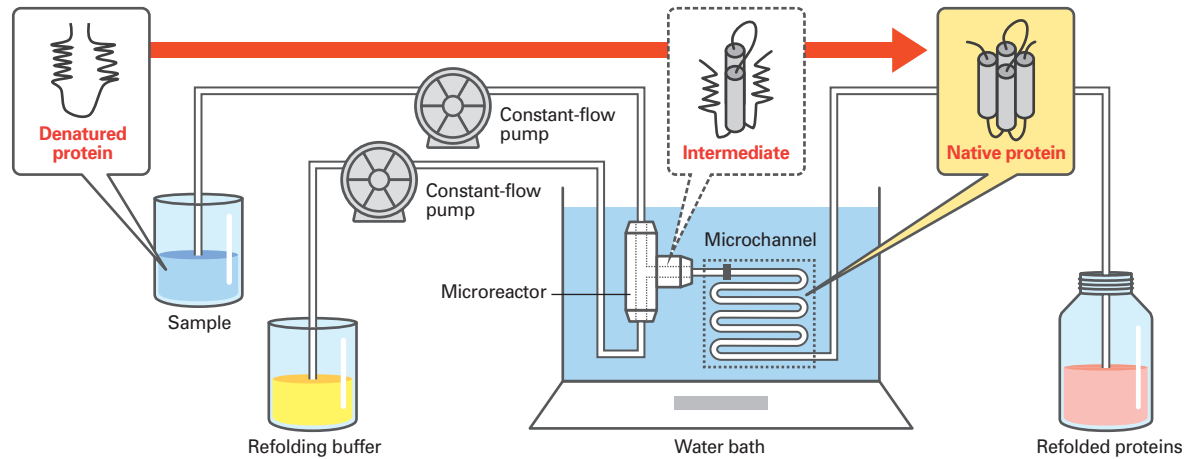 Denatured
protein
Constant-flow
pump
Constant-flow
pump
Intermediate
Native protein
Microchannel
Microreactor
Sample
Refolding buffer
Water bath
Refolded proteins